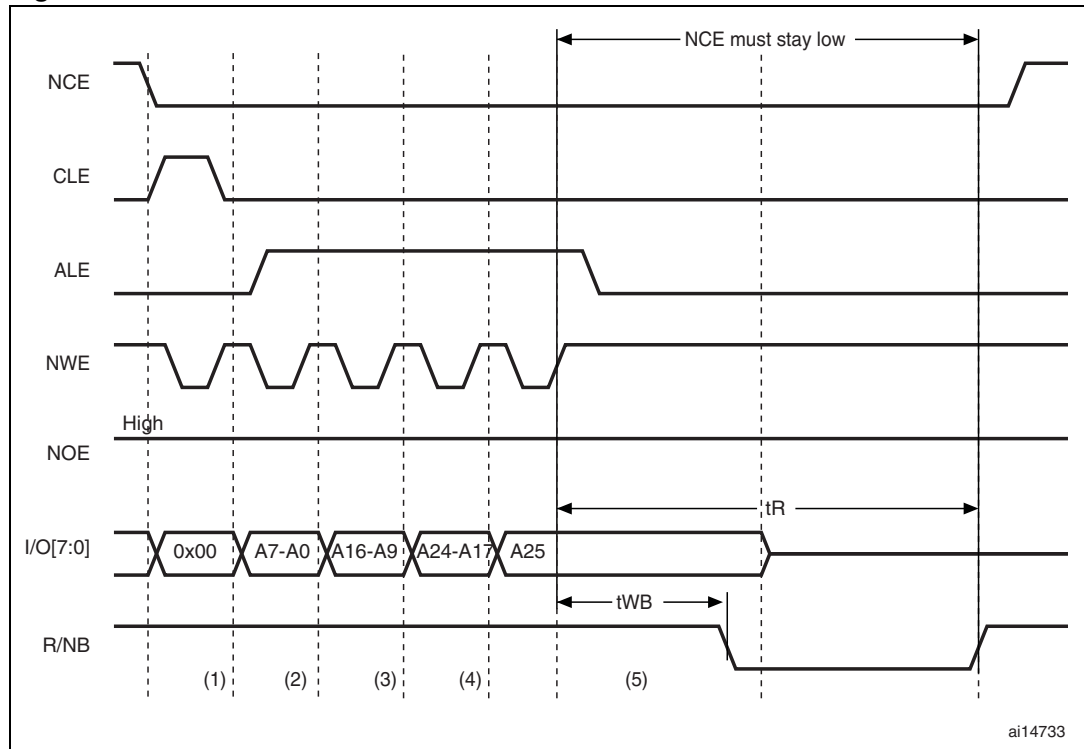 NCE must stay low
NCE
CLE
ALE
NWE
High
NOE
tR
I/O[7:0]
0x00
A7-A0
A16-A9
A24-A17
A25
tWB
R/NB
(1)
(2)
(3)
(4)
(5)
ai14733